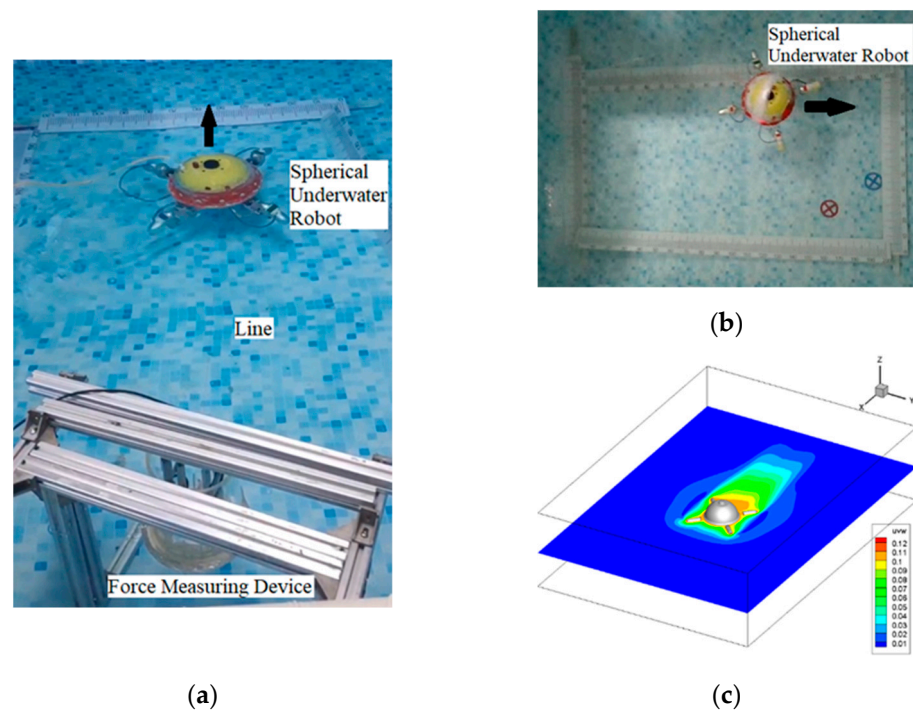 Spherical
Underwater
Robot
Line
Force Measuring Device
(a)
Spherical
Underwater Robot
(b)
Z
X
Y
uvw
0.12
0.11
0.1
0.09
0.08
0.07
0.06
0.05
0.04
0.03
0.02
0.01
(c)